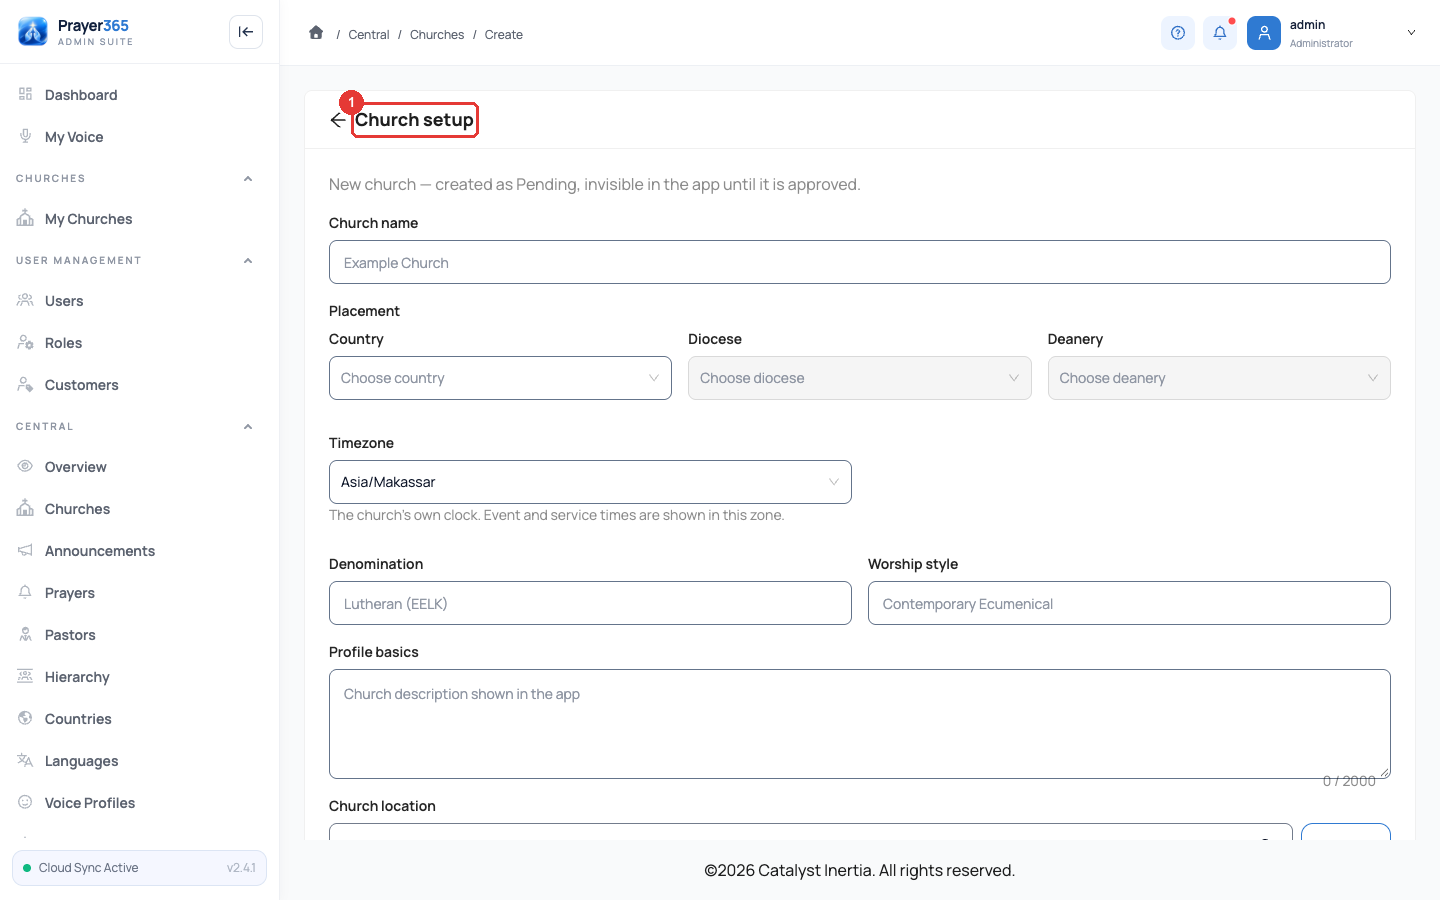 Prayer365
ADMIN SUITE
/ Central / Churches / Create
admin
Administrator
Dashboard
My Voice
CHURCHES
My Churches
USER MANAGEMENT
Users
Roles
Customers
CENTRAL
Overview
Churches
Announcements
Prayers
Pastors
Hierarchy
Countries
Languages
Voice Profiles
Cloud Sync Active v2.4.1
1
Church setup
New church — created as Pending, invisible in the app until it is approved.
Church name
Example Church
Placement
Country Diocese Deanery
Choose country Choose diocese Choose deanery
Timezone
Asia/Makassar
The church's own clock. Event and service times are shown in this zone.
Denomination Worship style
Lutheran (EELK) Contemporary Ecumenical
Profile basics
Church description shown in the app
0 / 2000
Church location
©2026 Catalyst Inertia. All rights reserved.